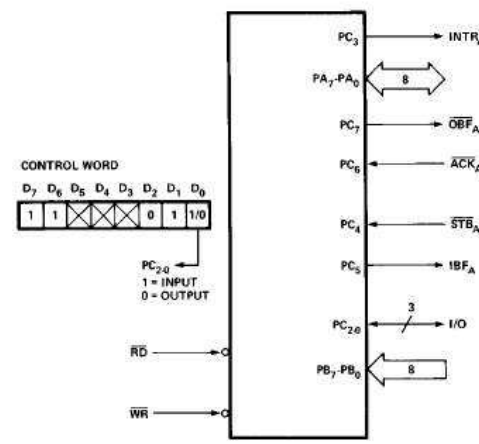 PC3 INTRA
PA7-PA0 8
PC7 OBFA
PC6 ACKA
PC4 STBA
PC5 IBFA
3
PC2-0 I/O
PB7-PB0 8
CONTROL WORD
D7 D6 D5 D4 D3 D2 D1 D0
1 1 0 1 1/0
PC2-0
1 = INPUT
0 = OUTPUT
RD
WR